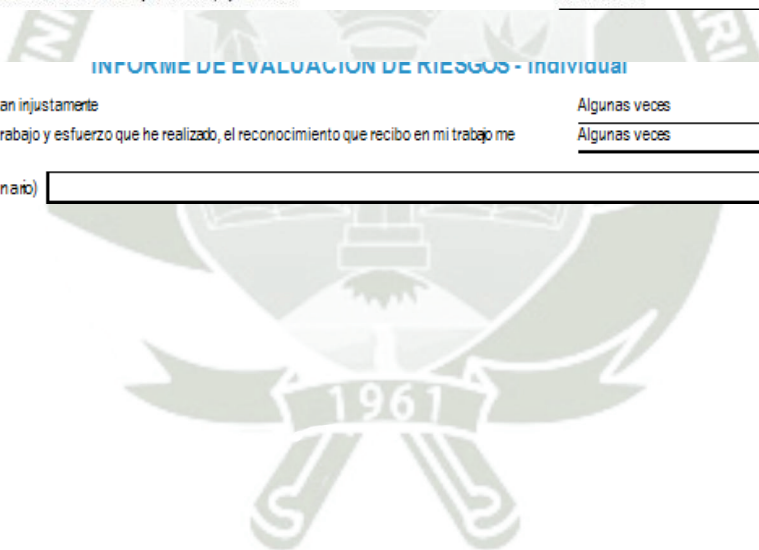 INFORME DE EVALUACIÓN DE RIESGOS - Individual
an injustamente Algunas veces
rabajo y esfuerzo que he realizado, el reconocimiento que recibo en mi trabajo me Algunas veces
nario)
1961